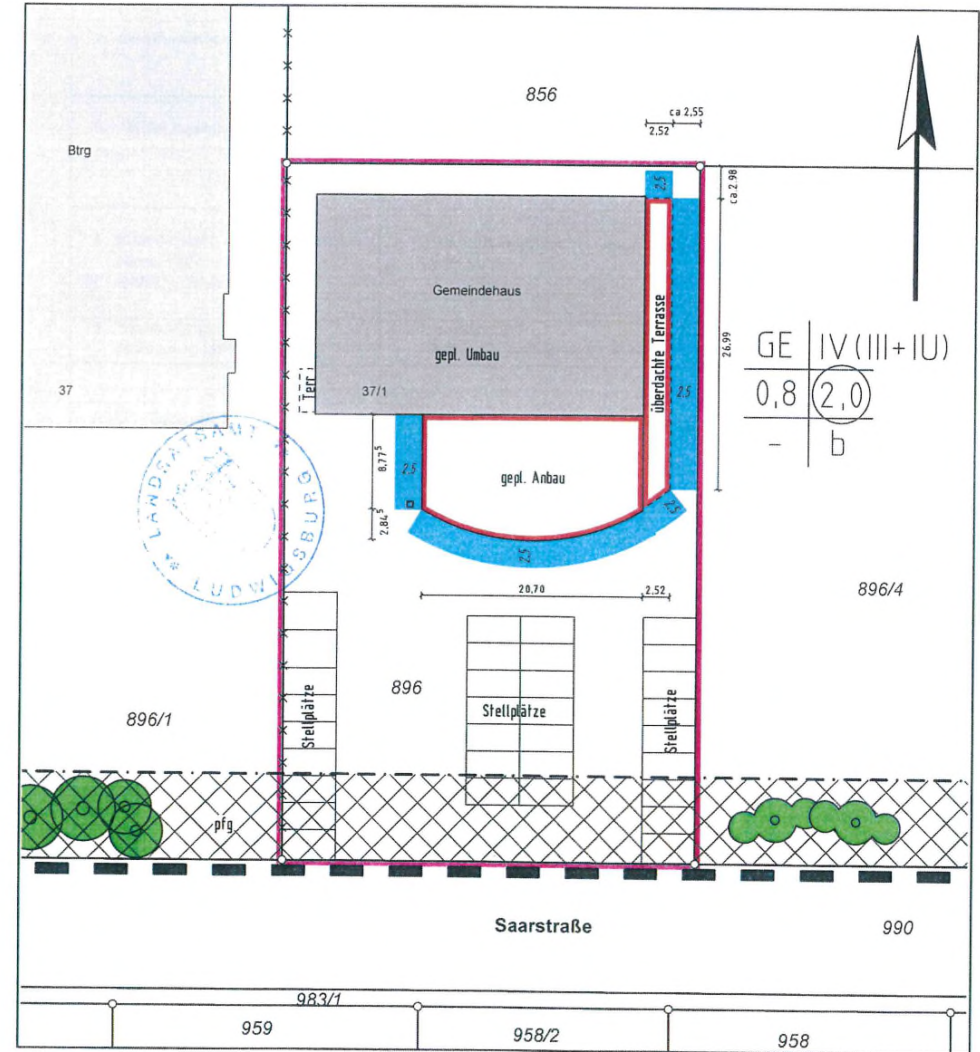 856
ca 2,55
2,52
Btrg
2.5
ca 2.98
Gemeindehaus
gepl. Umbau
überdachte Terrasse
26.99
2.5
GE IV (III+IU)
0,8 2,0
- b
Terr.
37
37/1
8.77⁵
2.5
gepl. Anbau
2.84⁵
2.5
2.5
LANDRATSAMT
LUDWIGSBURG
20,70
2.52
896/4
896
896/1
Stellplätze
Stellplätze
Stellplätze
pfg
Saarstraße
990
983/1
959
958/2
958